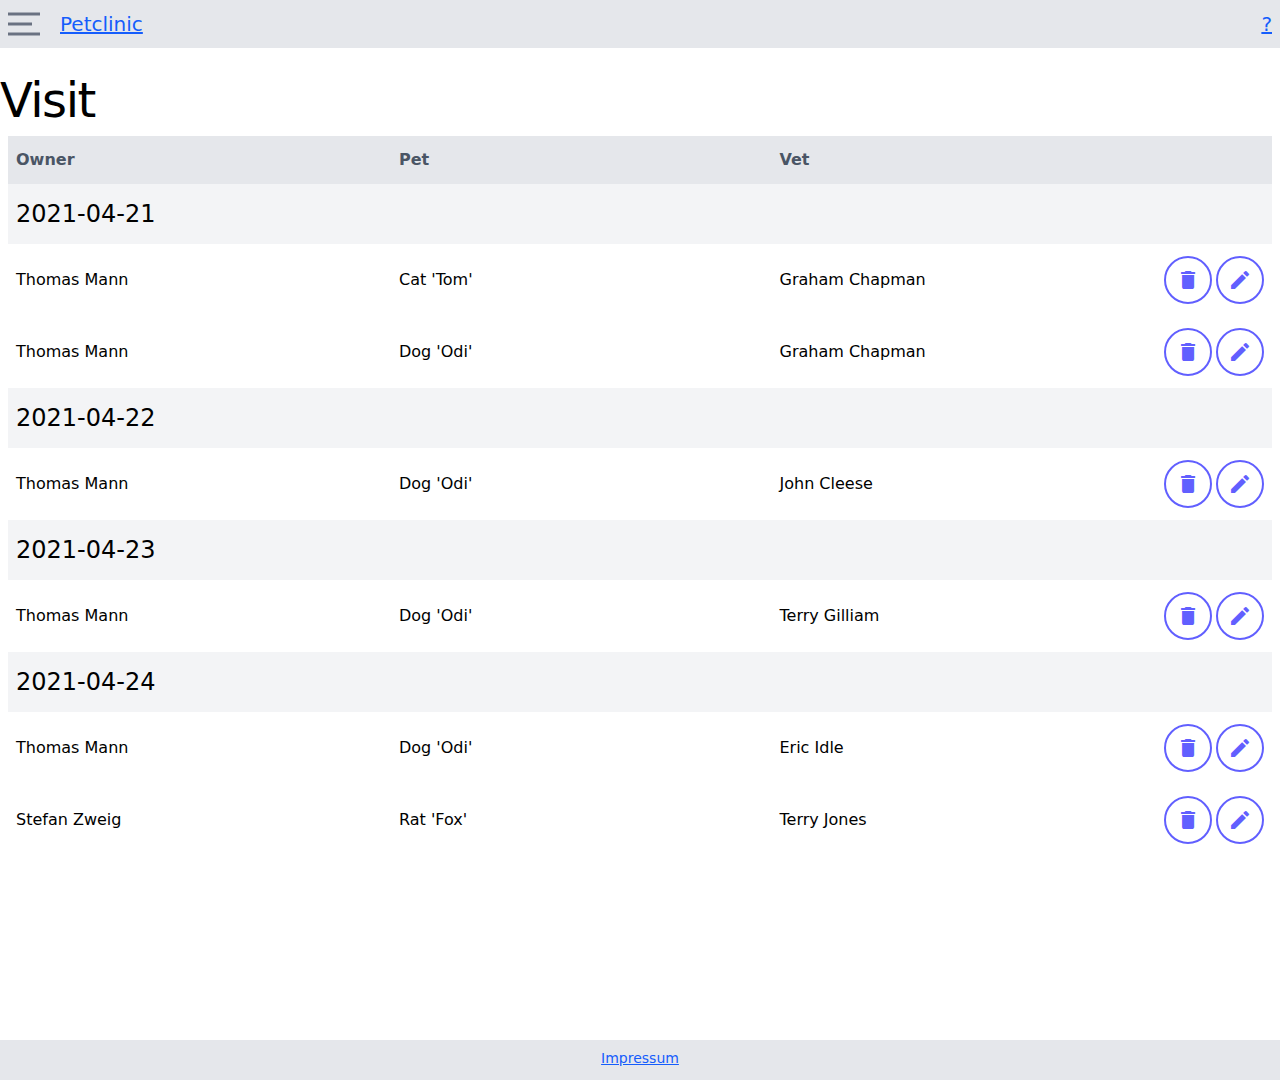 Petclinic ?
Visit
Owner Pet Vet
2021-04-21
Thomas Mann Cat 'Tom' Graham Chapman
Thomas Mann Dog 'Odi' Graham Chapman
2021-04-22
Thomas Mann Dog 'Odi' John Cleese
2021-04-23
Thomas Mann Dog 'Odi' Terry Gilliam
2021-04-24
Thomas Mann Dog 'Odi' Eric Idle
Stefan Zweig Rat 'Fox' Terry Jones
Impressum